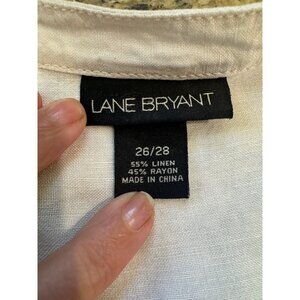 LANE BRYANT
26/28
55% LINEN
45% RAYON
MADE IN CHINA